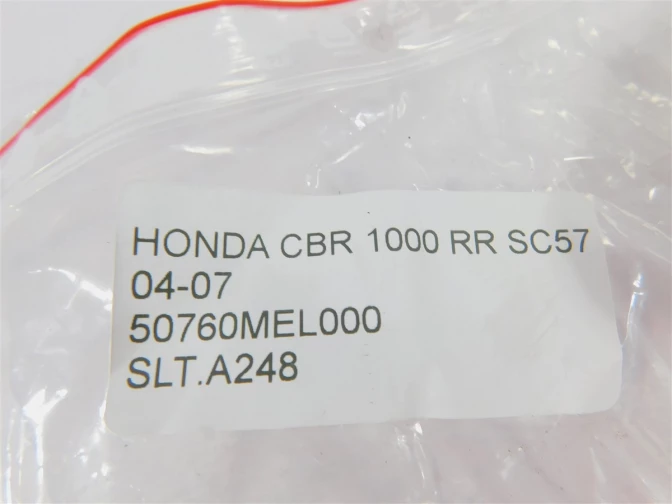 HONDA CBR 1000 RR SC57
04-07
50760MEL000
SLT.A248